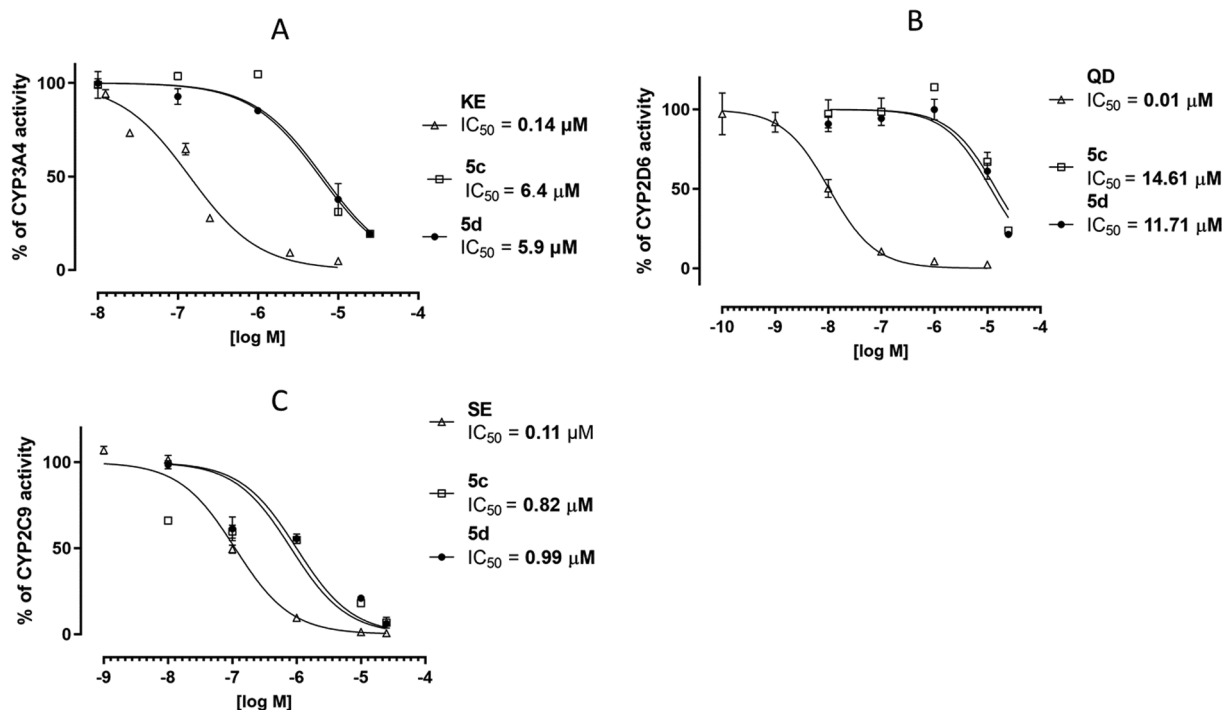 A
% of CYP3A4 activity
100
50
0
-8 -7 -6 -5 -4
[log M]
KE
IC50 = 0.14 µM
5c
IC50 = 6.4 µM
5d
IC50 = 5.9 µM
B
% of CYP2D6 activity
100
50
0
-10 -9 -8 -7 -6 -5 -4
[log M]
QD
IC50 = 0.01 µM
5c
IC50 = 14.61 µM
5d
IC50 = 11.71 µM
C
% of CYP2C9 activity
100
50
0
-9 -8 -7 -6 -5 -4
[log M]
SE
IC50 = 0.11 µM
5c
IC50 = 0.82 µM
5d
IC50 = 0.99 µM